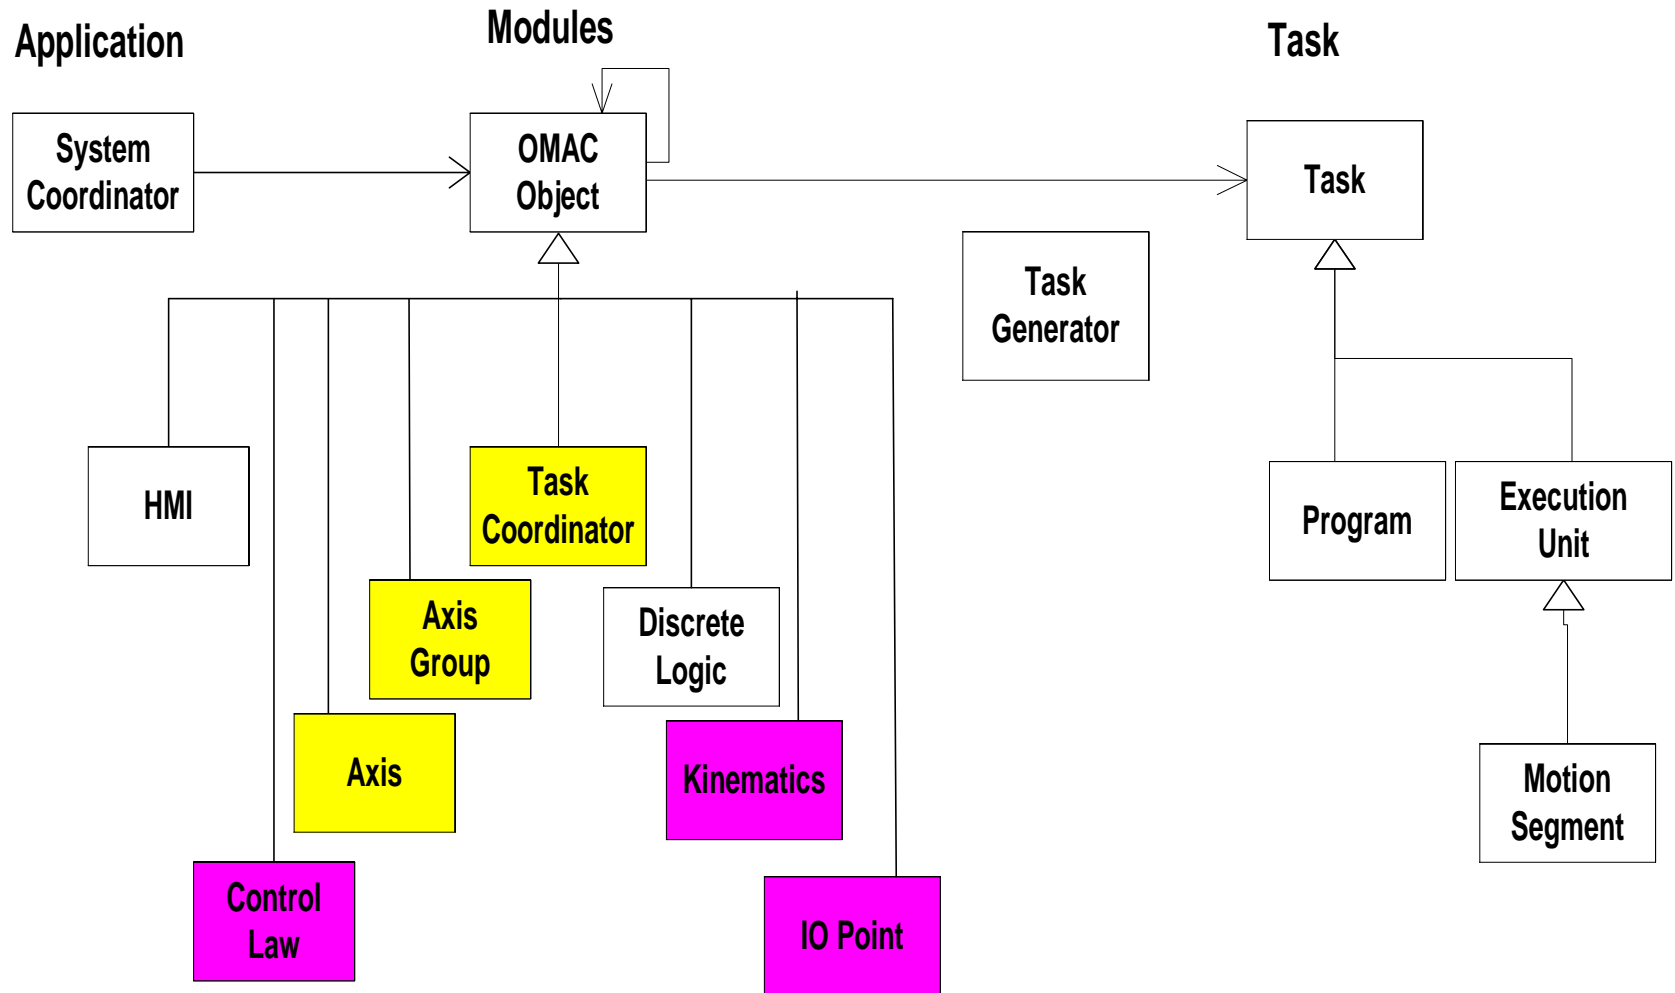 Application
Modules
Task
System
Coordinator
OMAC
Object
Task
Task
Generator
HMI
Task
Coordinator
Program
Execution
Unit
Axis
Group
Discrete
Logic
Axis
Kinematics
Motion
Segment
Control
Law
IO Point